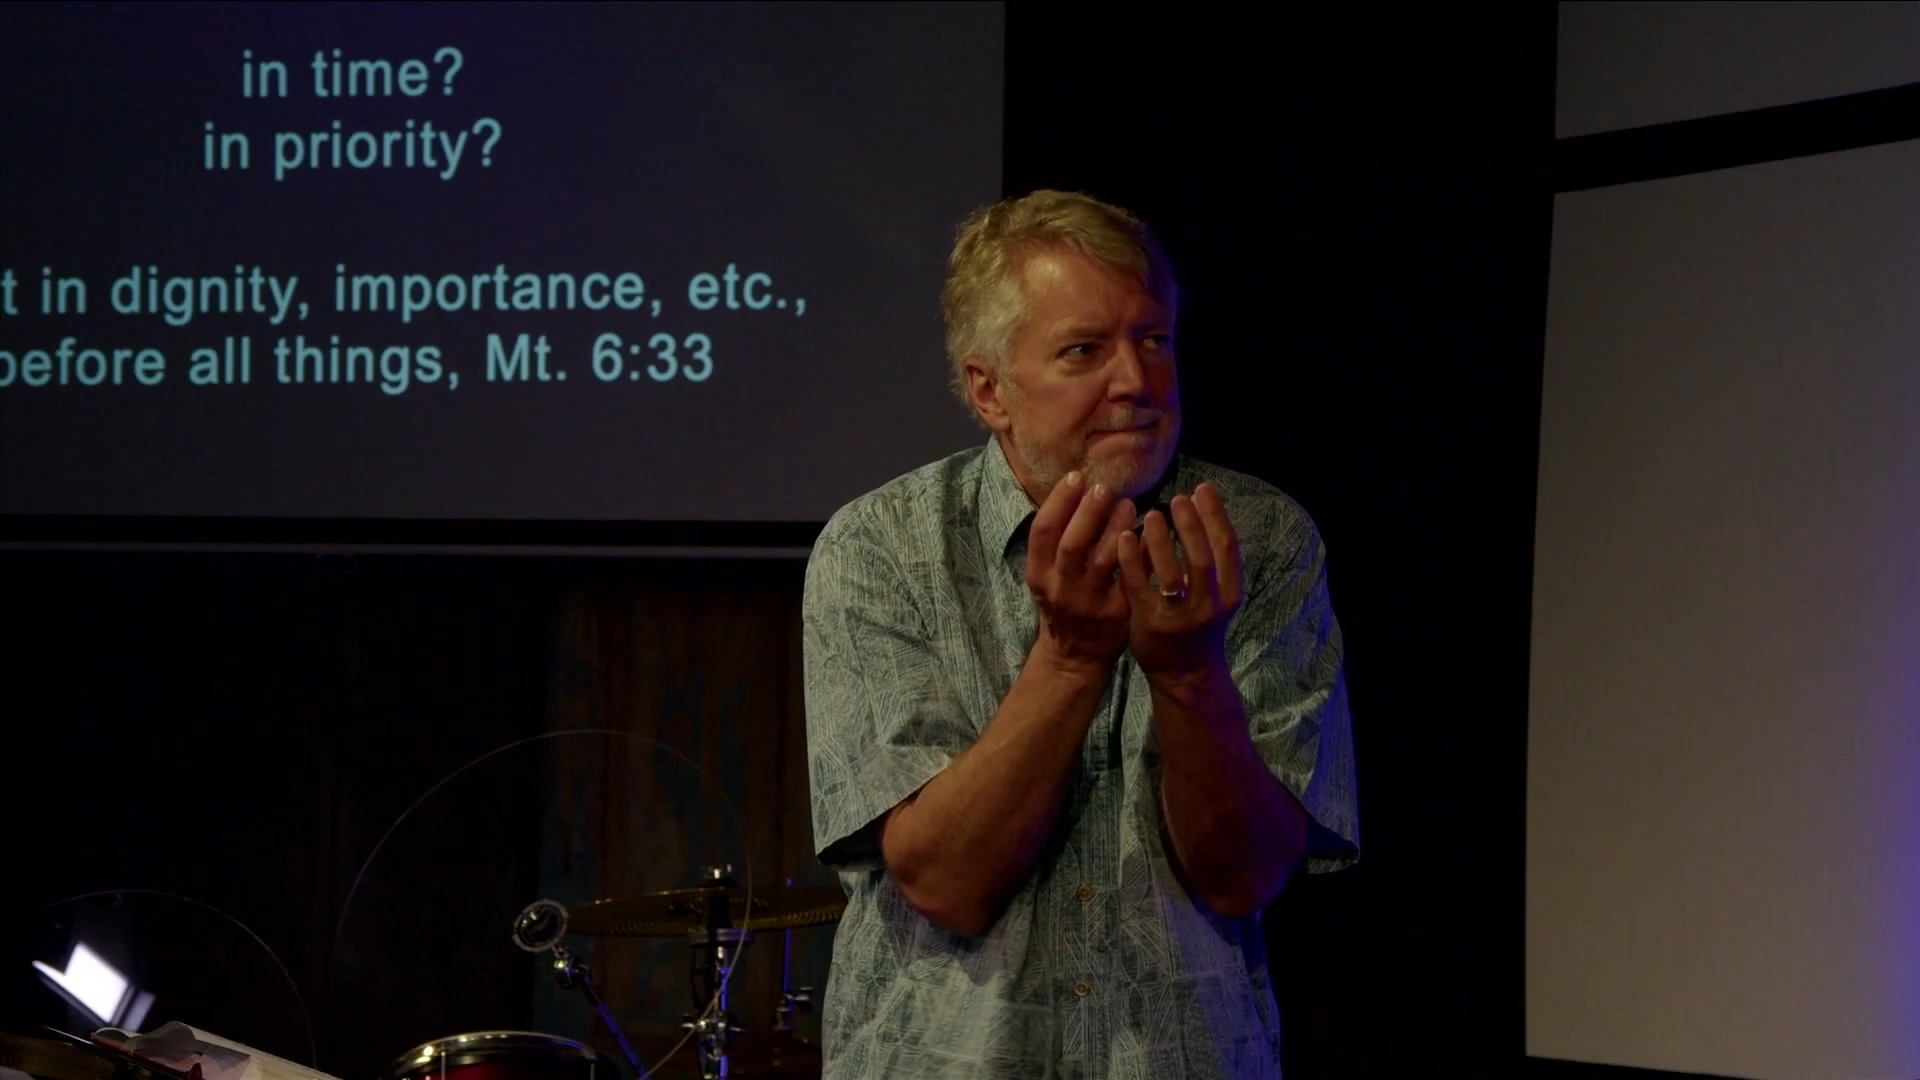 in time?
in priority?
t in dignity, importance, etc.,
before all things, Mt. 6:33